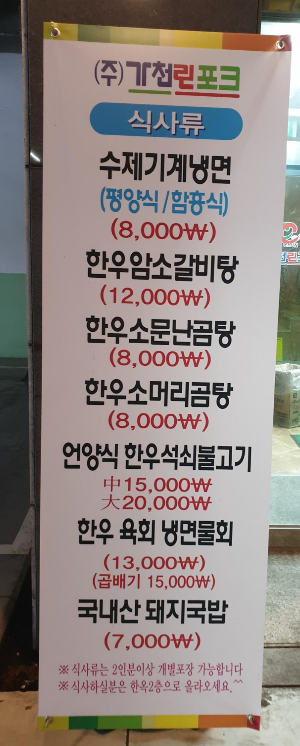 (주)가천린포크
식사류
수제기계냉면
(평양식/함흥식)
(8,000₩)
한우암소갈비탕
(12,000₩)
한우소문난곰탕
(8,000₩)
한우소머리곰탕
(8,000₩)
언양식 한우석쇠불고기
中15,000₩
大20,000₩
한우 육회 냉면물회
(13,000₩)
(곱배기 15,000₩)
국내산 돼지국밥
(7,000₩)
※식사류는 2인분이상 개별포장 가능합니다
※식사하실분은 한옥2층으로 올라오세요.^^